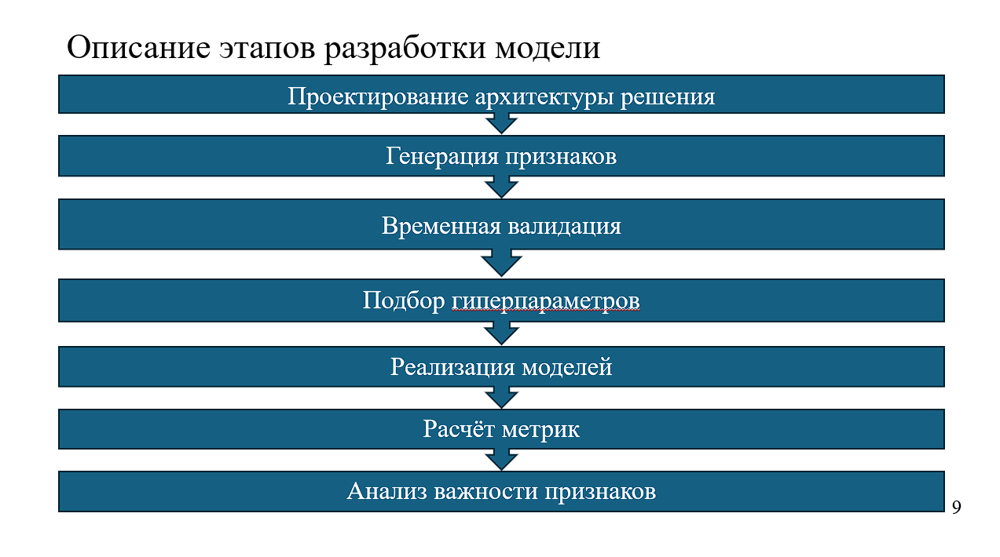 Описание этапов разработки модели
Проектирование архитектуры решения
Генерация признаков
Временная валидация
Подбор гиперпараметров
Реализация моделей
Расчёт метрик
Анализ важности признаков
9